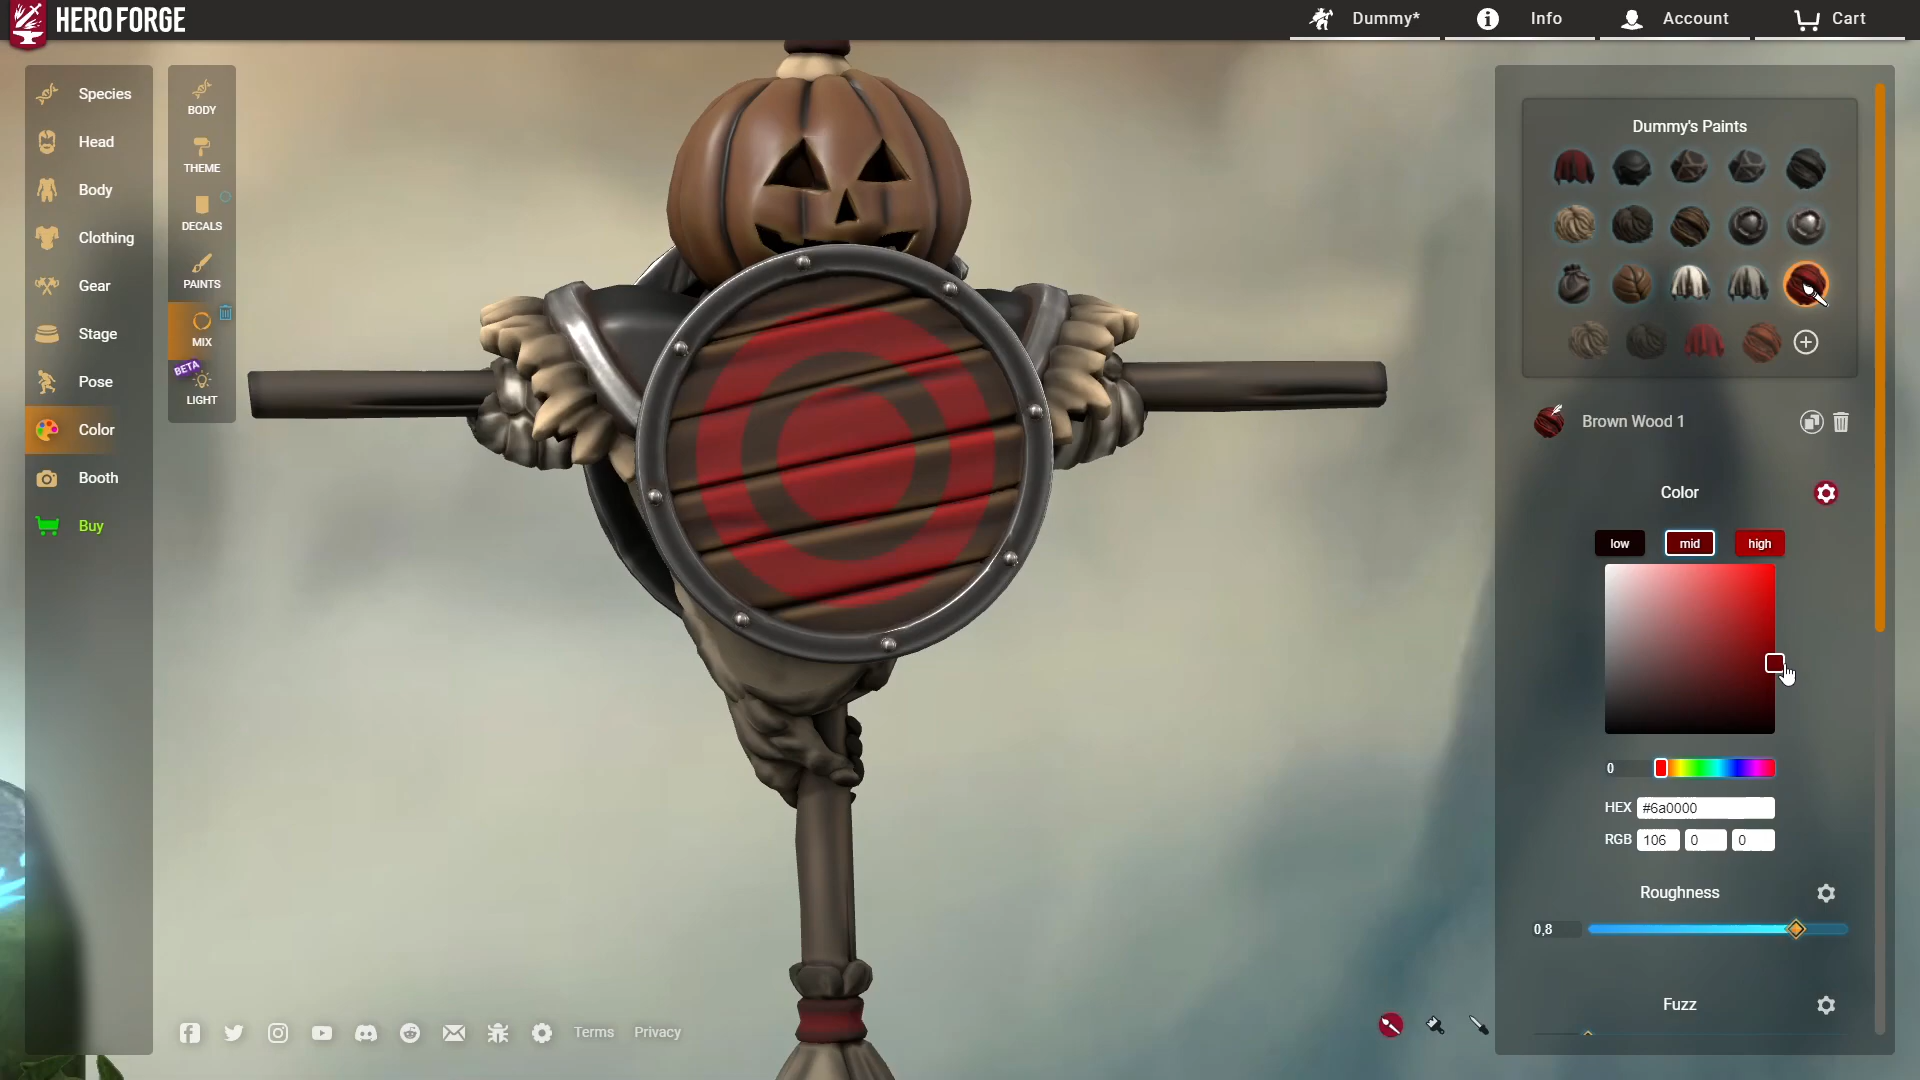 HERO FORGE
Dummy*
Info
Account
Cart
Species
Head
Body
Clothing
Gear
Stage
Pose
Color
Booth
Buy
BODY
THEME
DECALS
PAINTS
MIX
BETA
LIGHT
Dummy's Paints
Brown Wood 1
Color
low mid high
0
HEX #6a0000
RGB 106 0 0
Roughness
0,8
Fuzz
Terms Privacy